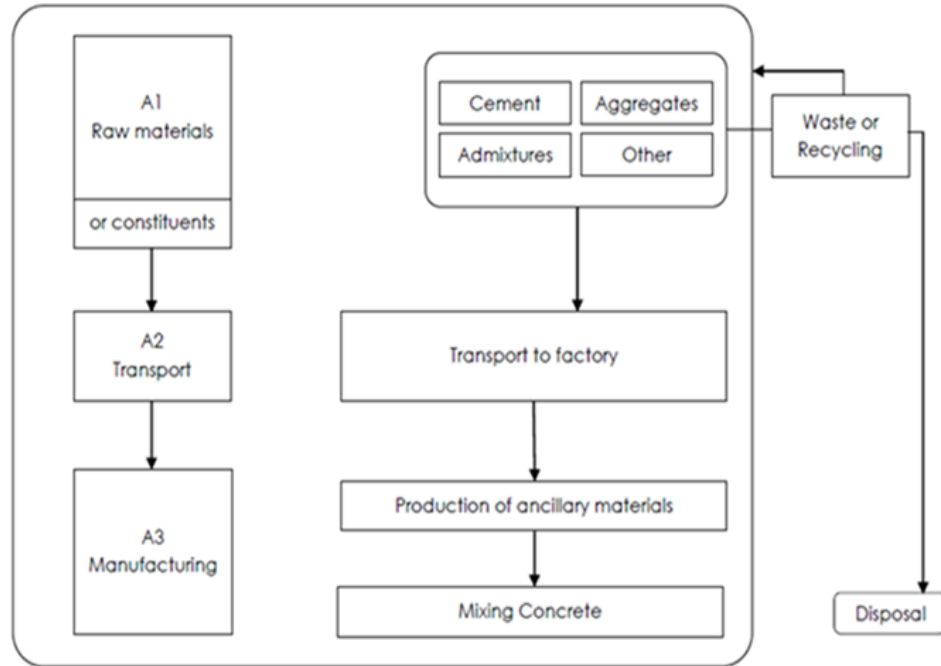 A1
Raw materials
or constituents
A2
Transport
A3
Manufacturing
Cement
Aggregates
Admixtures
Other
Transport to factory
Production of ancillary materials
Mixing Concrete
Waste or
Recycling
Disposal